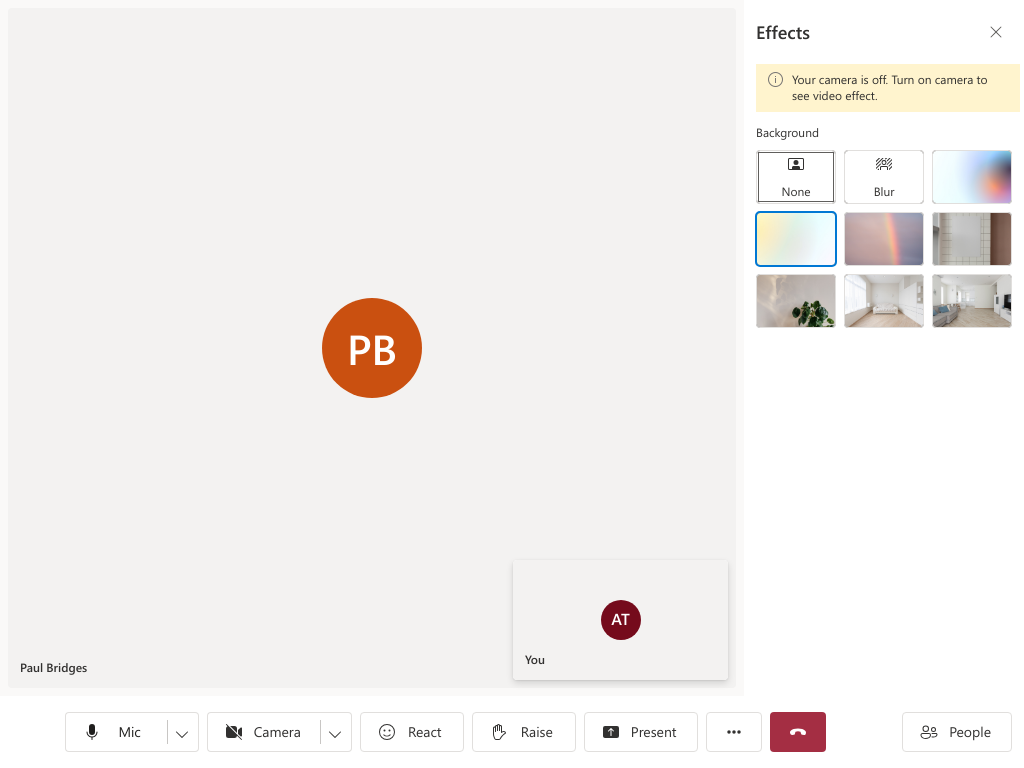 Effects
Your camera is off. Turn on camera to
see video effect.
Background
None
Blur
PB
AT
You
Paul Bridges
Mic
Camera
React
Raise
Present
People